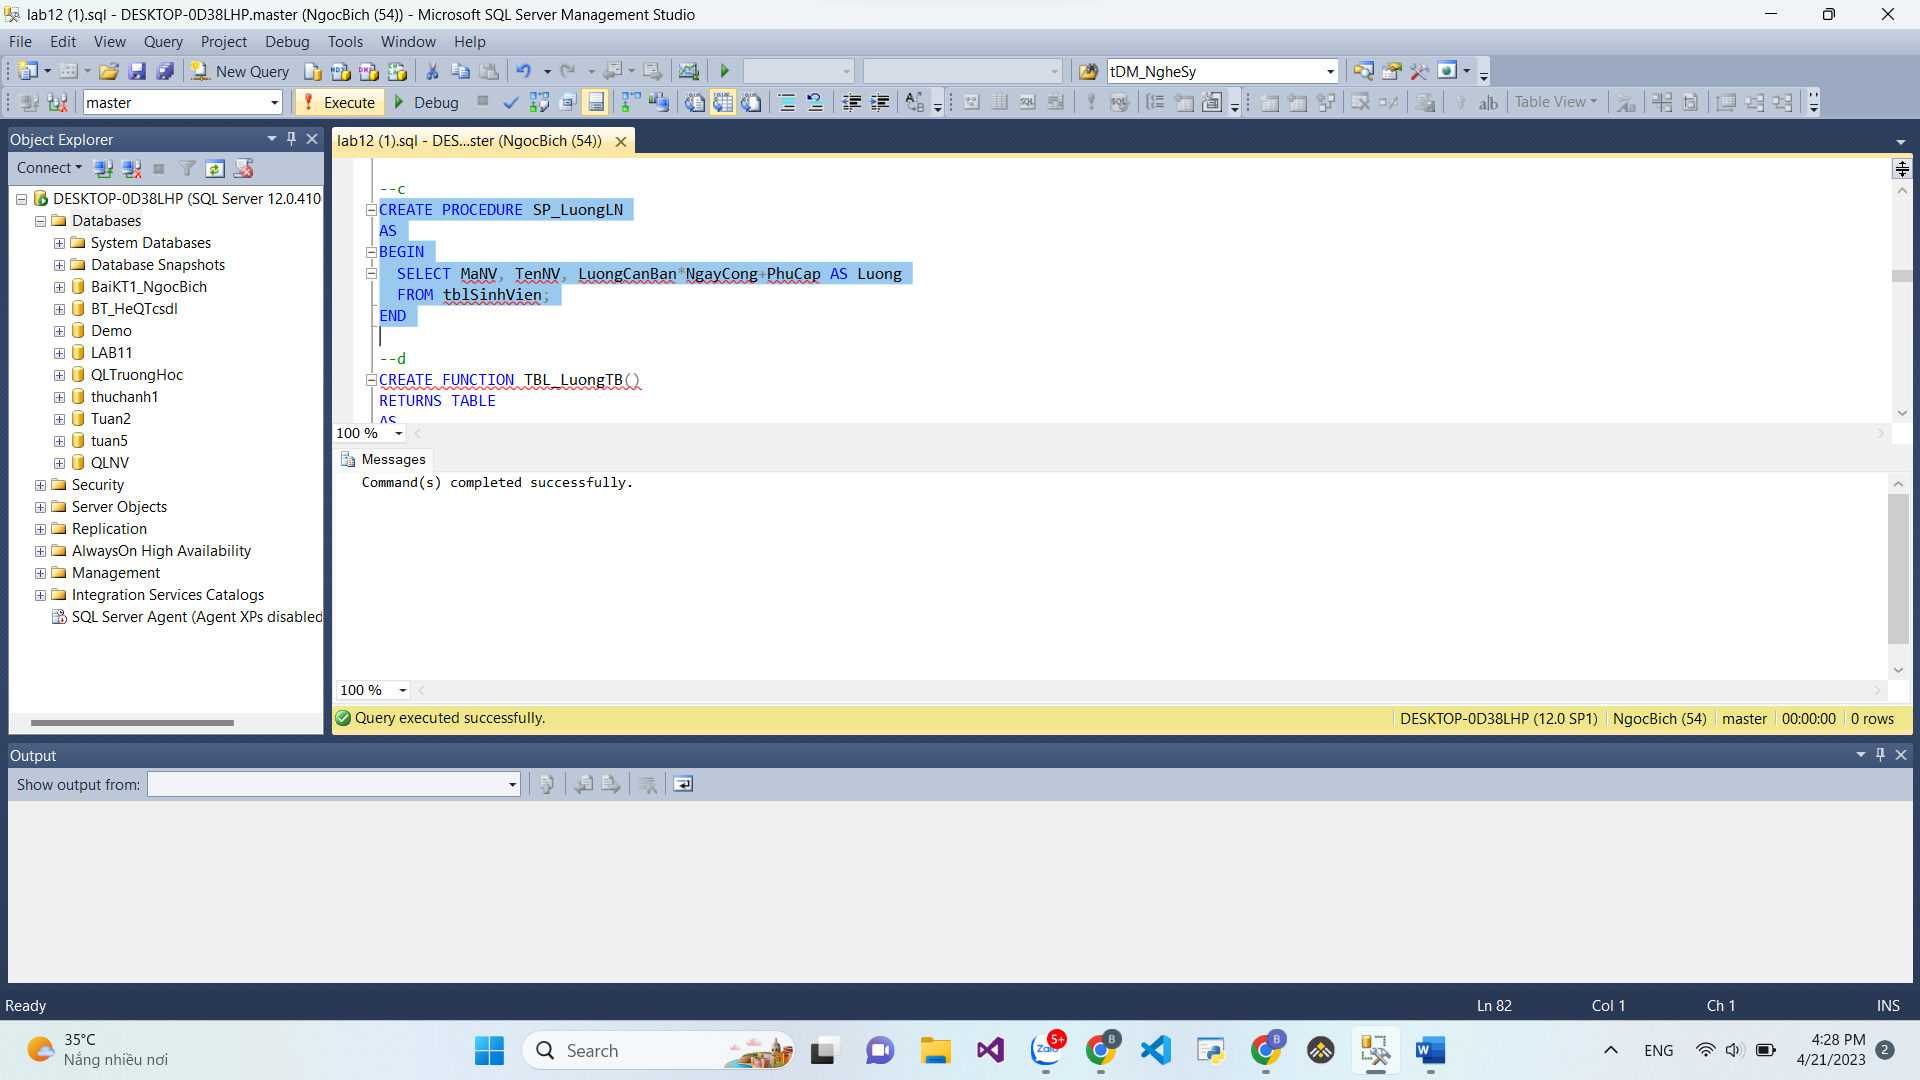 lab12 (1).sql - DESKTOP-0D38LHP.master (NgocBich (54)) - Microsoft SQL Server Management Studio
File Edit View Query Project Debug Tools Window Help
New Query tDM_NgheSy
master Execute Debug Table View
Object Explorer
Connect
DESKTOP-0D38LHP (SQL Server 12.0.410
Databases
System Databases
Database Snapshots
BaiKT1_NgocBich
BT_HeQTcsdl
Demo
LAB11
QLTruongHoc
thuchanh1
Tuan2
tuan5
QLNV
Security
Server Objects
Replication
AlwaysOn High Availability
Management
Integration Services Catalogs
SQL Server Agent (Agent XPs disabled
lab12 (1).sql - DES...ster (NgocBich (54))
--c
CREATE PROCEDURE SP_LuongLN
AS
BEGIN
SELECT MaNV, TenNV, LuongCanBan*NgayCong+PhuCap AS Luong
FROM tblSinhVien;
END
--d
CREATE FUNCTION TBL_LuongTB()
RETURNS TABLE
AS
100 %
Messages
Command(s) completed successfully.
100 %
Query executed successfully. DESKTOP-0D38LHP (12.0 SP1) NgocBich (54) master 00:00:00 0 rows
Output
Show output from:
Ready Ln 82 Col 1 Ch 1 INS
35°C
Nắng nhiều nơi
Search
Zalo 5+
B
B
W
ENG
4:28 PM
4/21/2023
2